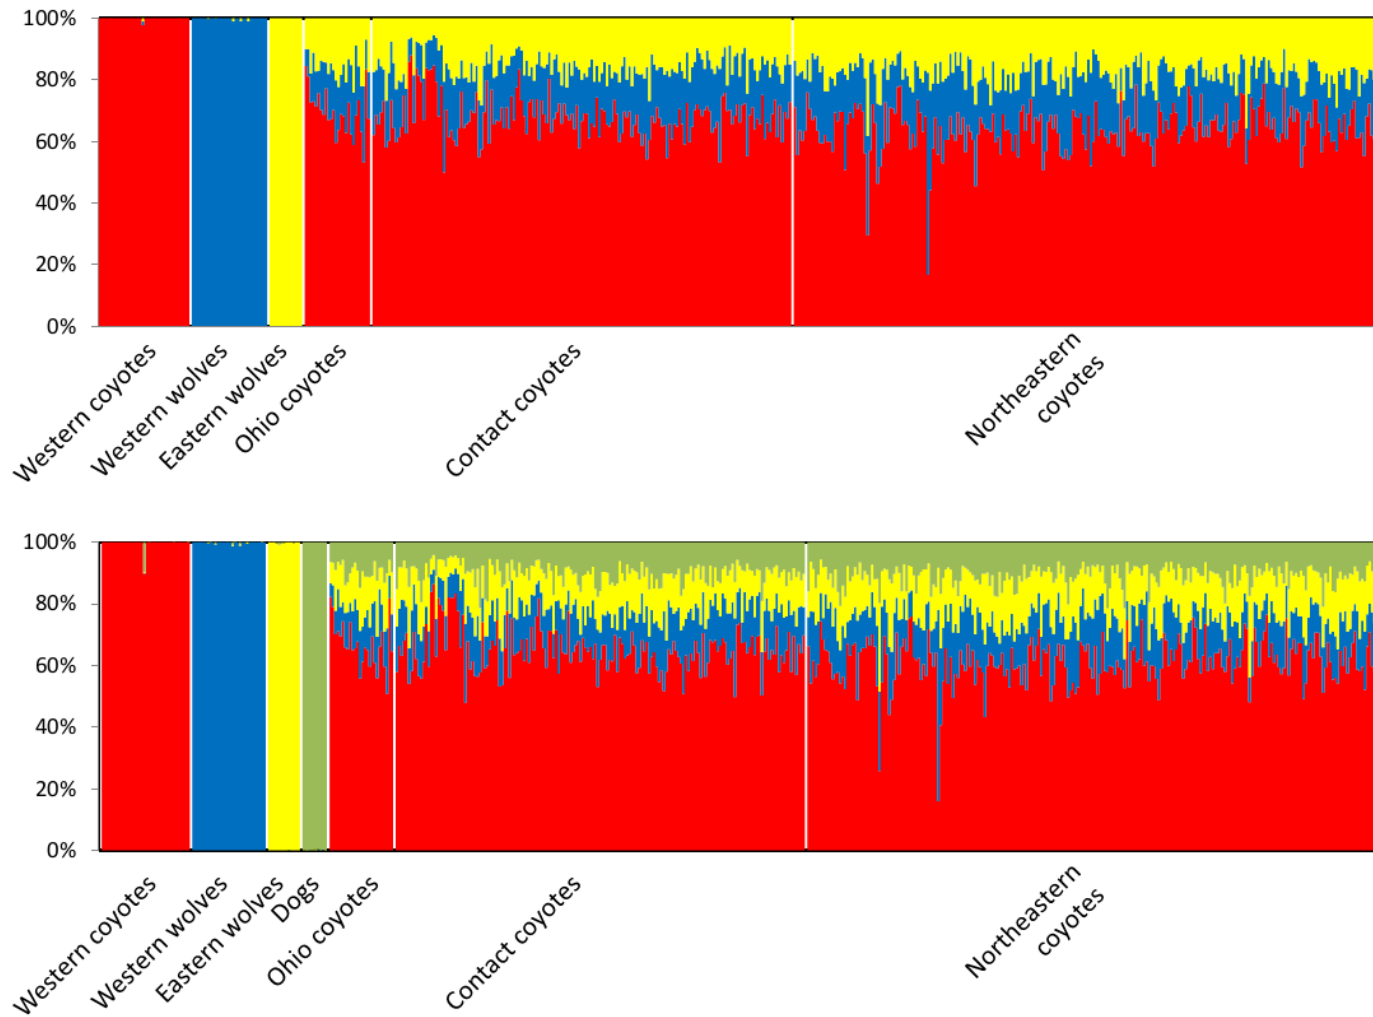 100%
80%
60%
40%
20%
0%
Western coyotes
Western wolves
Eastern wolves
Ohio coyotes
Contact coyotes
Northeastern
coyotes
100%
80%
60%
40%
20%
0%
Western coyotes
Western wolves
Eastern wolves
Dogs
Ohio coyotes
Contact coyotes
Northeastern
coyotes